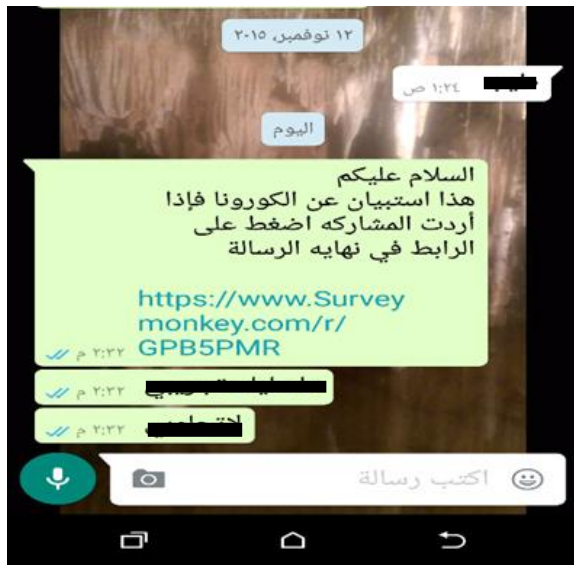 ١٢ نوفمبر، ٢٠١٥
١:٢٤ ص
اليوم
السلام عليكم
هذا استبيان عن الكورونا فإذا
أردت المشاركه اضغط على
الرابط في نهايه الرسالة
https://www.Survey
monkey.com/r/
GPB5PMR
٢:٣٢ م
٢:٣٢ م
٢:٣٢ م
اكتب رسالة